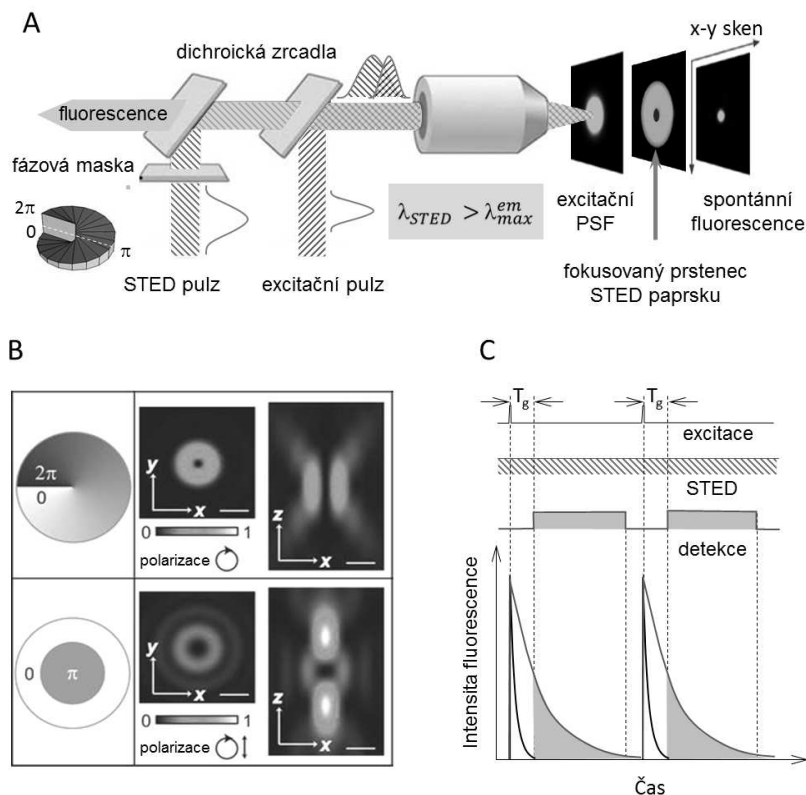 A
dichroická zrcadla
x-y sken
fluorescence
fázová maska
2π
0
π
λSTED > λmax^em
excitační
PSF
spontánní
fluorescence
STED pulz
excitační pulz
fokusovaný prstenec
STED paprsku
B
2π
0
y
x
0 1
polarizace
z
x
0
π
y
x
0 1
polarizace
z
x
C
Tg
Tg
excitace
STED
detekce
Intensita fluorescence
Čas